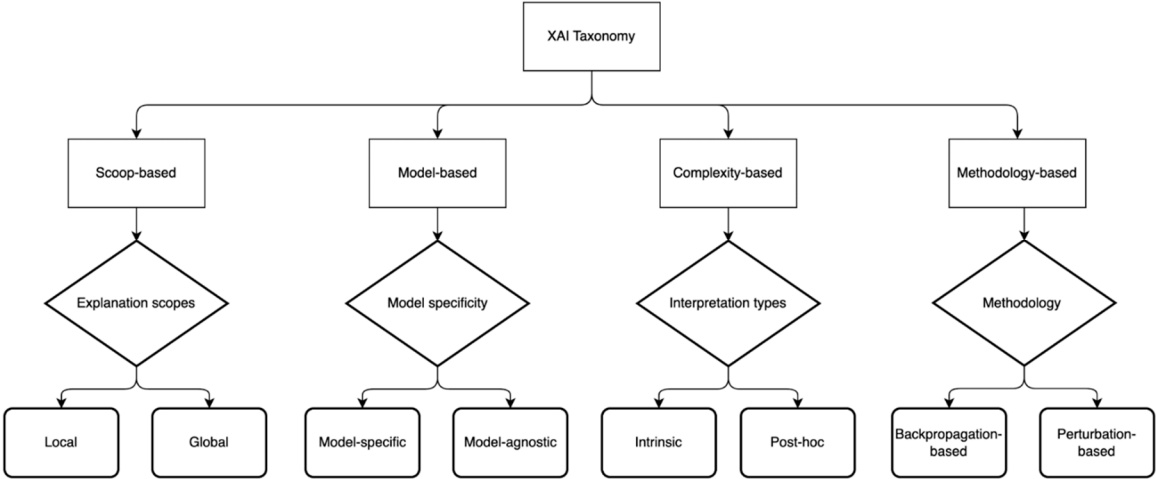 XAI Taxonomy
Scoop-based
Model-based
Complexity-based
Methodology-based
Explanation scopes
Model specificity
Interpretation types
Methodology
Local
Global
Model-specific
Model-agnostic
Intrinsic
Post-hoc
Backpropagation-
based
Perturbation-
based